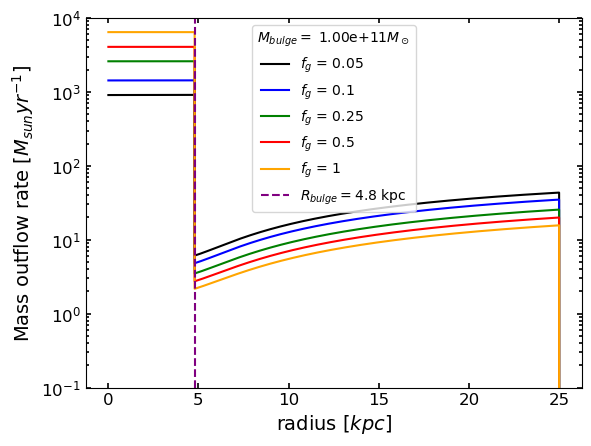 10^4
10^3
10^2
10^1
10^0
10^-1
Mass outflow rate [M_sun yr^-1]
M_bulge = 1.00e+11M_⊙
f_g = 0.05
f_g = 0.1
f_g = 0.25
f_g = 0.5
f_g = 1
R_bulge = 4.8 kpc
0 5 10 15 20 25
radius [kpc]